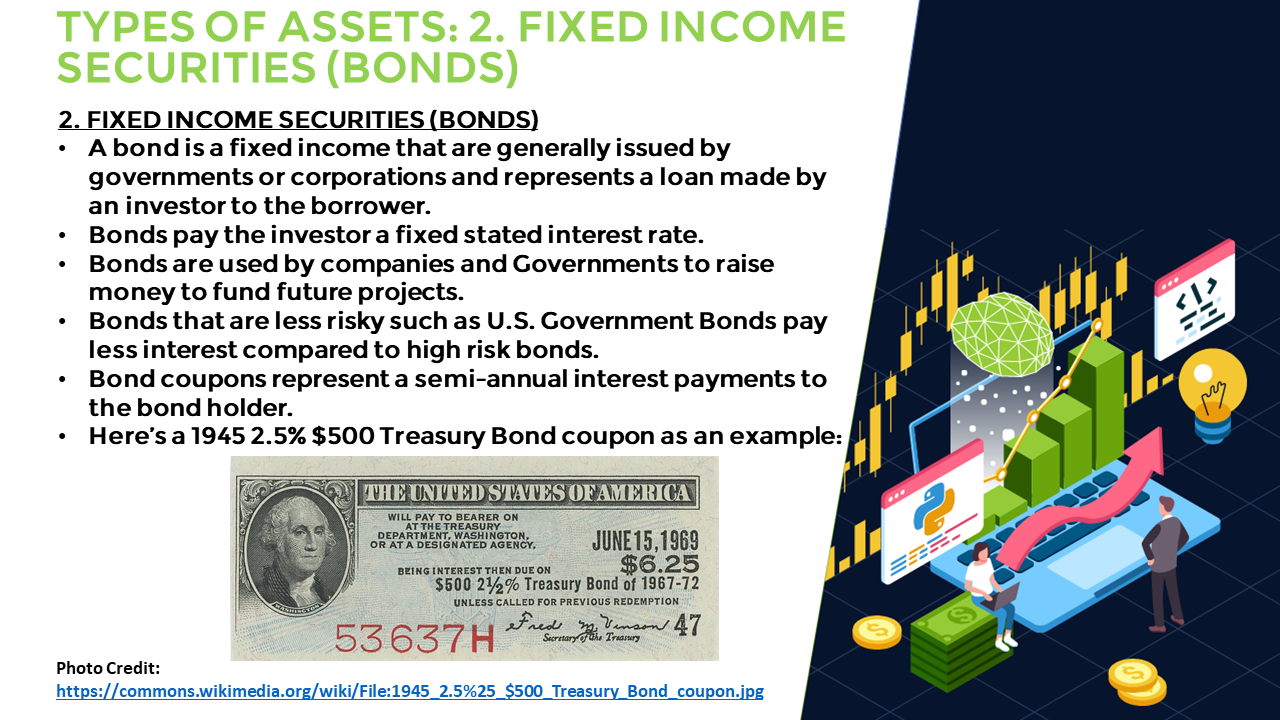 TYPES OF ASSETS: 2. FIXED INCOME
SECURITIES (BONDS)
2. FIXED INCOME SECURITIES (BONDS)
• A bond is a fixed income that are generally issued by
governments or corporations and represents a loan made by
an investor to the borrower.
• Bonds pay the investor a fixed stated interest rate.
• Bonds are used by companies and Governments to raise
money to fund future projects.
• Bonds that are less risky such as U.S. Government Bonds pay
less interest compared to high risk bonds.
• Bond coupons represent a semi-annual interest payments to
the bond holder.
• Here's a 1945 2.5% $500 Treasury Bond coupon as an example:
THE UNITED STATES OF AMERICA
WILL PAY TO BEARER ON
AT THE TREASURY
DEPARTMENT, WASHINGTON,
OR AT A DESIGNATED AGENCY,
JUNE 15, 1969
$6.25
BEING INTEREST THEN DUE ON
$500 2½% Treasury Bond of 1967-72
UNLESS CALLED FOR PREVIOUS REDEMPTION
WASHINGTON
53637H
Fred M. Vinson 47
Secretary of the Treasury
Photo Credit:
https://commons.wikimedia.org/wiki/File:1945_2.5%25_$500_Treasury_Bond_coupon.jpg